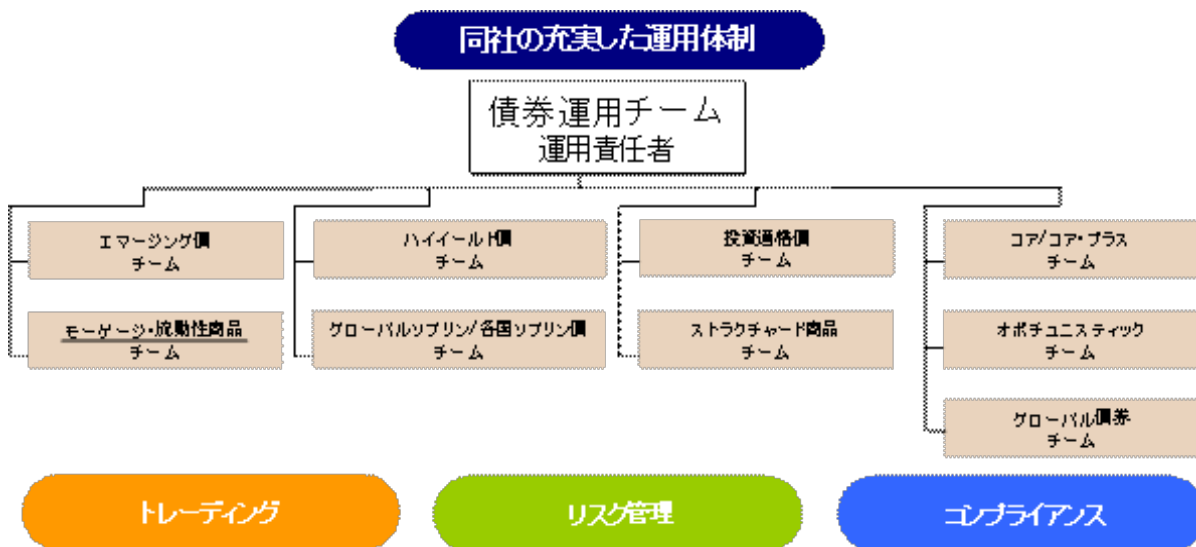 同社の充実した運用体制
債券運用チーム
運用責任者
エマージング債
チーム
ハイイールド債
チーム
投資適格債
チーム
コア/コア・プラス
チーム
モーゲージ・流動性商品
チーム
グローバルソブリン/各国ソブリン債
チーム
ストラクチャード商品
チーム
オポチュニスティック
チーム
グローバル債券
チーム
トレーディング
リスク管理
コンプライアンス